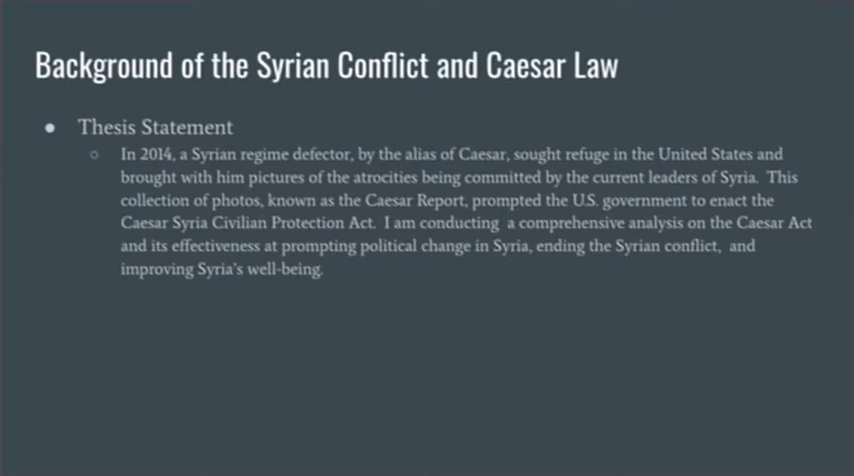 Background of the Syrian Conflict and Caesar Law
● Thesis Statement
○ In 2014, a Syrian regime defector, by the alias of Caesar, sought refuge in the United States and
brought with him pictures of the atrocities being committed by the current leaders of Syria. This
collection of photos, known as the Caesar Report, prompted the U.S. government to enact the
Caesar Syria Civilian Protection Act. I am conducting a comprehensive analysis on the Caesar Act
and its effectiveness at prompting political change in Syria, ending the Syrian conflict, and
improving Syria's well-being.